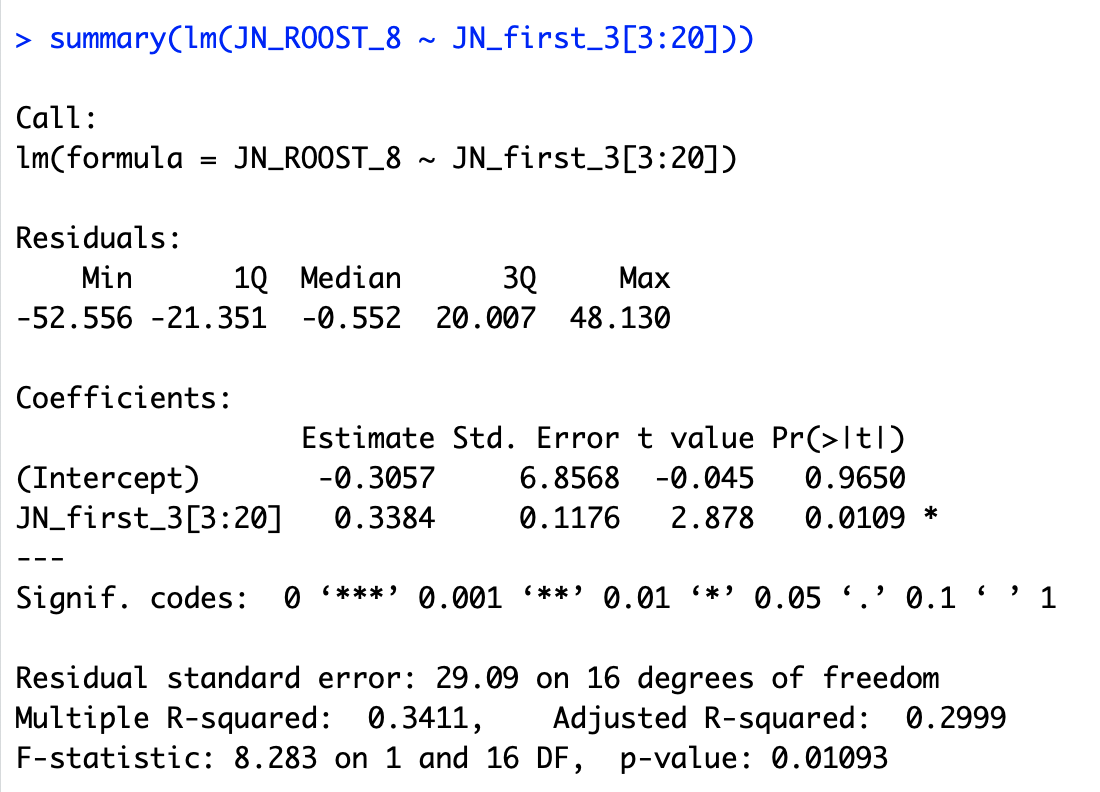 > summary(lm(JN_ROOST_8 ~ JN_first_3[3:20]))
Call:
lm(formula = JN_ROOST_8 ~ JN_first_3[3:20])
Residuals:
    Min      1Q  Median      3Q     Max
-52.556 -21.351  -0.552  20.007  48.130
Coefficients:
                 Estimate Std. Error t value Pr(>|t|)
(Intercept)       -0.3057     6.8568  -0.045   0.9650
JN_first_3[3:20]   0.3384     0.1176   2.878   0.0109 *
---
Signif. codes:  0 ‘***’ 0.001 ‘**’ 0.01 ‘*’ 0.05 ‘.’ 0.1 ‘ ’ 1
Residual standard error: 29.09 on 16 degrees of freedom
Multiple R-squared:  0.3411,    Adjusted R-squared:  0.2999
F-statistic: 8.283 on 1 and 16 DF,  p-value: 0.01093